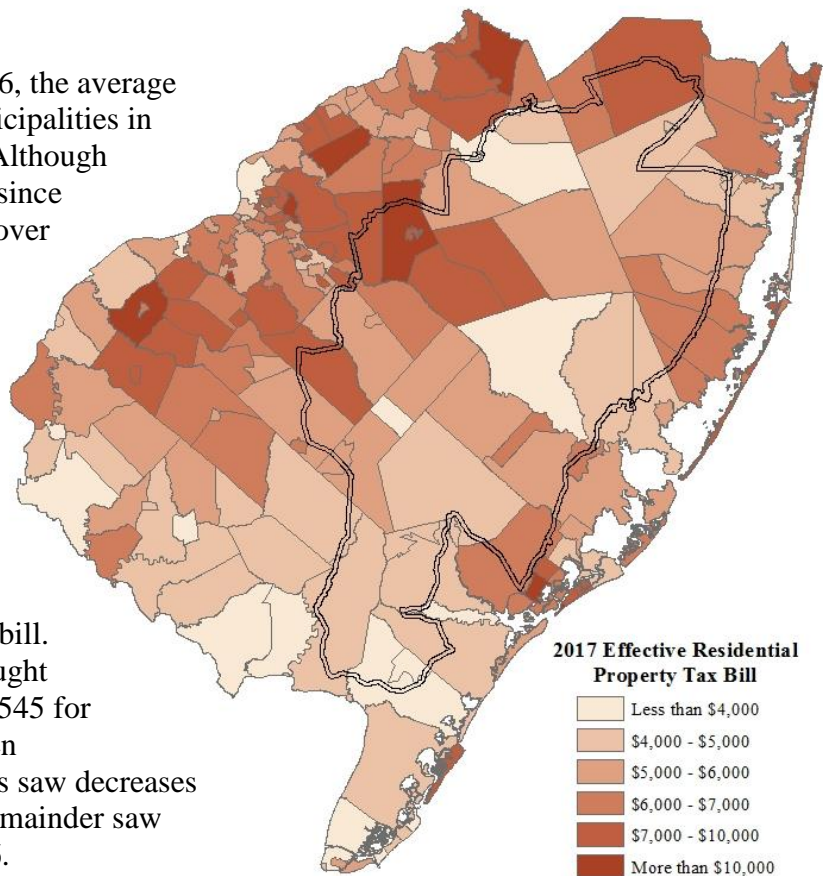 6, the average
icipalities in
Although
since
over
bill.
ught
545 for
n
s saw decreases
mainder saw
6.
2017 Effective Residential
Property Tax Bill
Less than $4,000
$4,000 - $5,000
$5,000 - $6,000
$6,000 - $7,000
$7,000 - $10,000
More than $10,000